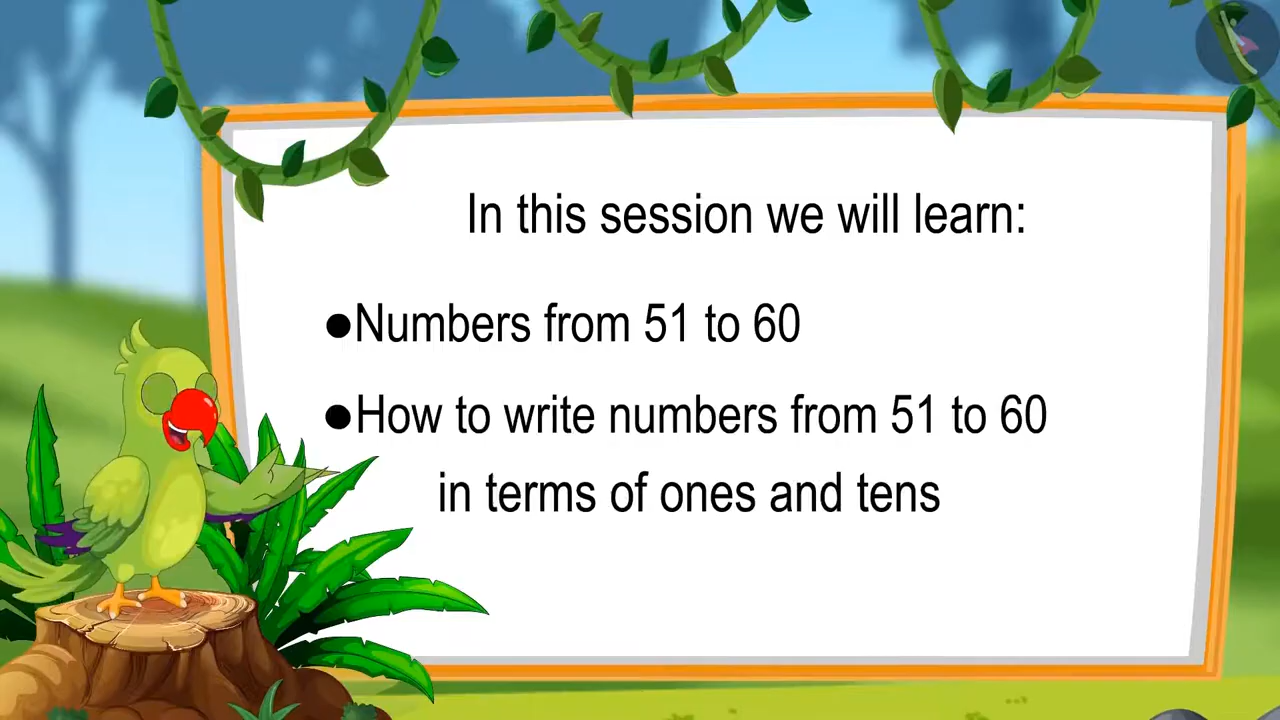 In this session we will learn:
●Numbers from 51 to 60
●How to write numbers from 51 to 60
in terms of ones and tens